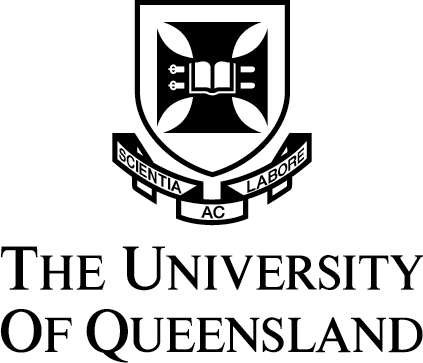 SCIENTIA AC LABORE
THE UNIVERSITY
OF QUEENSLAND